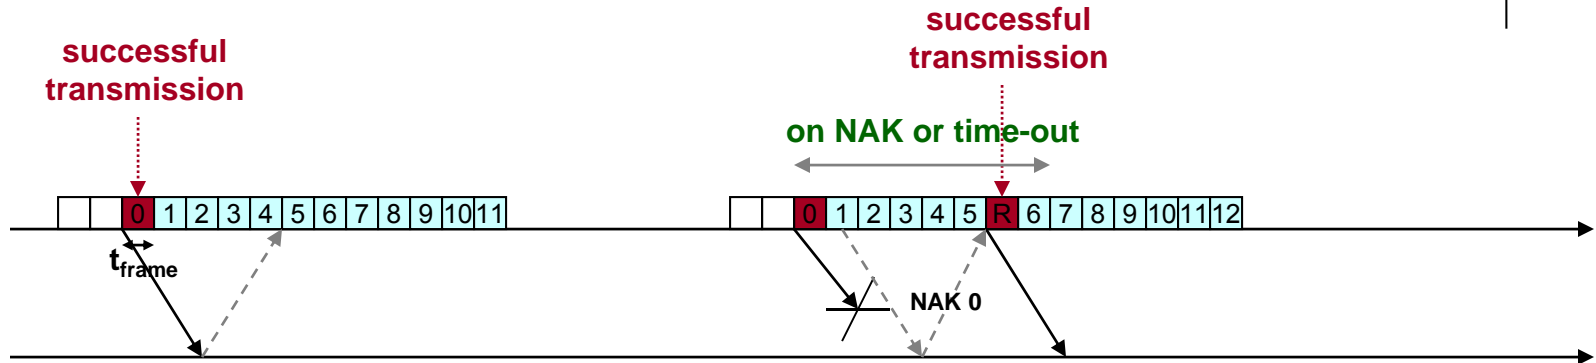 successful
transmission
0 1 2 3 4 5 6 7 8 9 10 11
t_frame
successful
transmission
on NAK or time-out
0 1 2 3 4 5 R 6 7 8 9 10 11 12
NAK 0